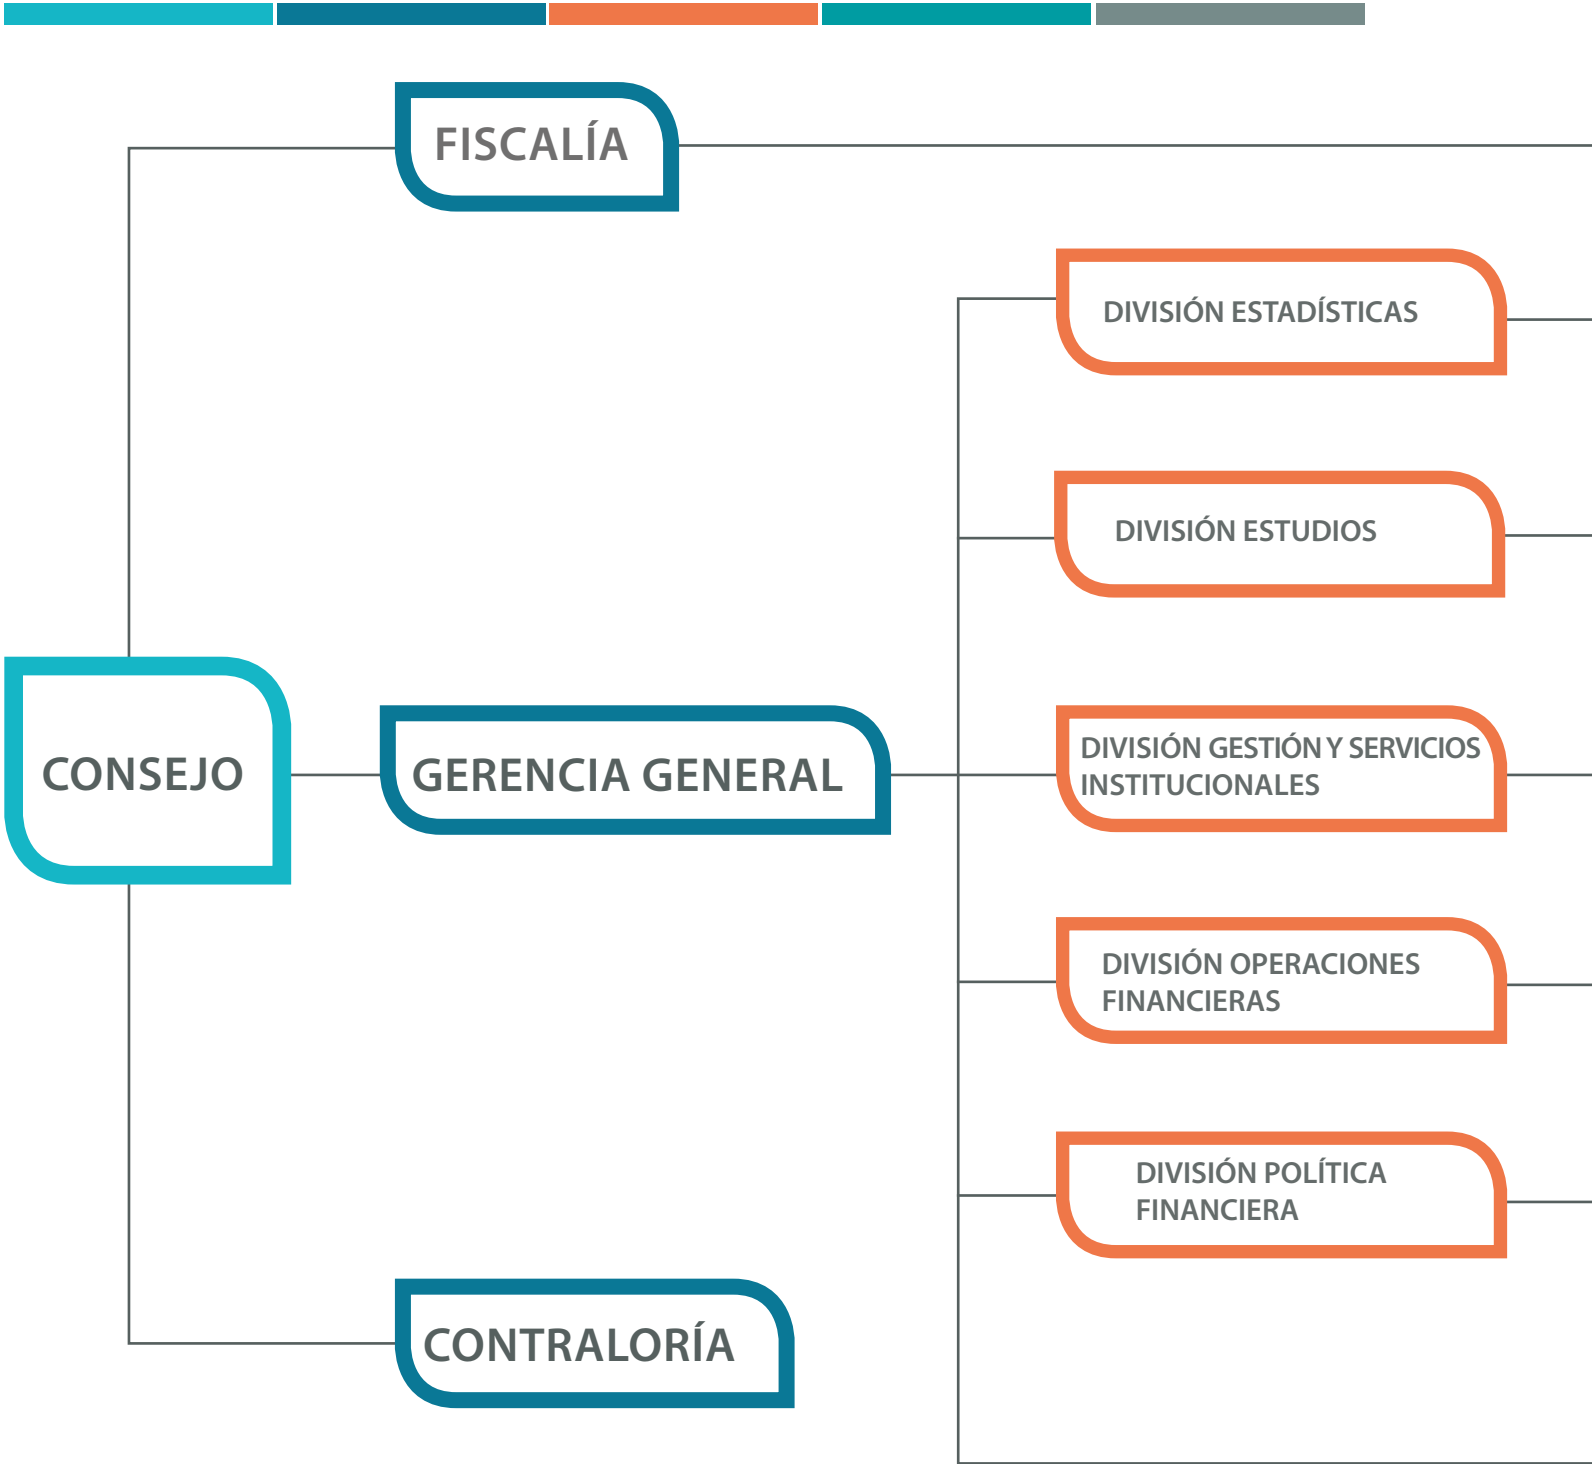 FISCALÍA
DIVISIÓN ESTADÍSTICAS
DIVISIÓN ESTUDIOS
CONSEJO
GERENCIA GENERAL
DIVISIÓN GESTIÓN Y SERVICIOS
INSTITUCIONALES
DIVISIÓN OPERACIONES
FINANCIERAS
DIVISIÓN POLÍTICA
FINANCIERA
CONTRALORÍA